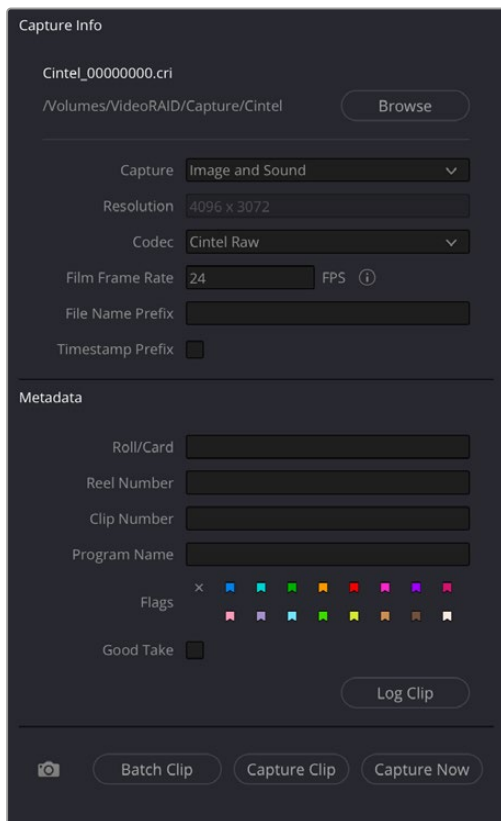 Capture Info
Cintel_00000000.cri
/Volumes/VideoRAID/Capture/Cintel
Browse
Capture Image and Sound
Resolution 4096 x 3072
Codec Cintel Raw
Film Frame Rate 24 FPS
File Name Prefix
Timestamp Prefix
Metadata
Roll/Card
Reel Number
Clip Number
Program Name
Flags
Good Take
Log Clip
Batch Clip Capture Clip Capture Now